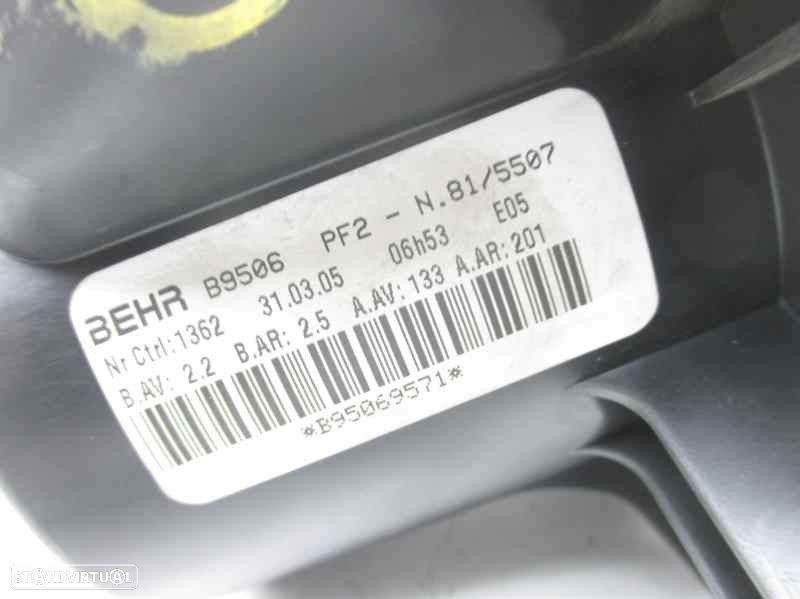 BEHR B9506 PF2 - N.81/5507
Nr Ctrl:1362 31.03.05 06h53 E05
B.AV: 2.2 B.AR: 2.5 A.AV:133 A.AR:201
*B95069571*
STANDVIRTUAL